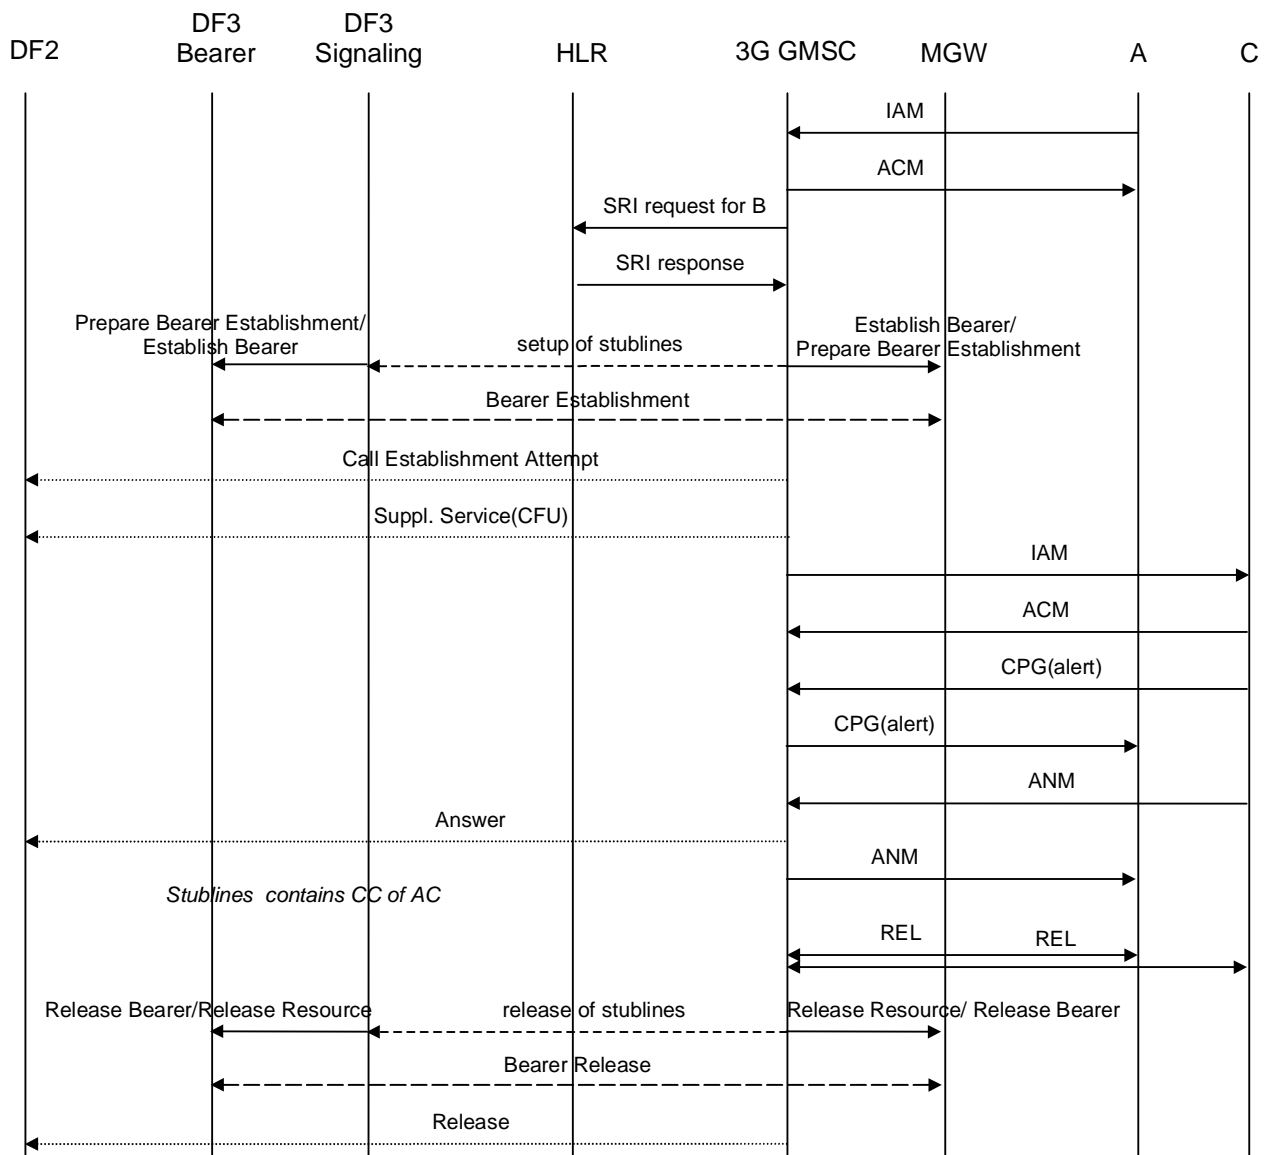 DF2
DF3
Bearer
DF3
Signaling
HLR
3G GMSC
MGW
A
C
IAM
ACM
SRI request for B
SRI response
Prepare Bearer Establishment/
Establish Bearer
setup of stublines
Establish Bearer/
Prepare Bearer Establishment
Bearer Establishment
Call Establishment Attempt
Suppl. Service(CFU)
IAM
ACM
CPG(alert)
CPG(alert)
ANM
Answer
ANM
Stublines contains CC of AC
REL
REL
Release Bearer/Release Resource
release of stublines
Release Resource/ Release Bearer
Bearer Release
Release